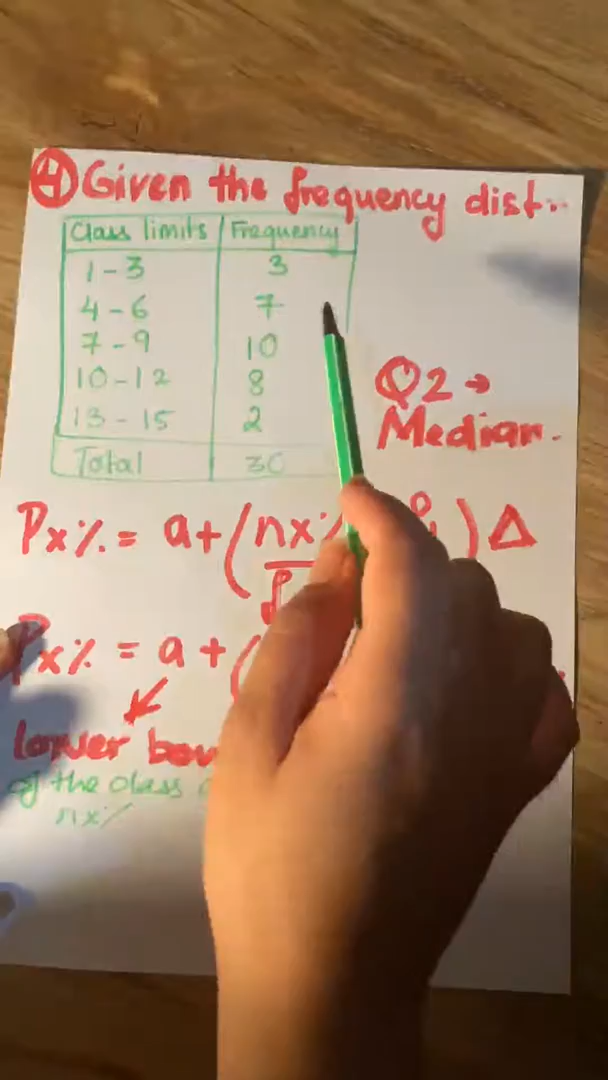 4 Given the frequency dist..
Class limits Frequency
1-3 3
4-6 7
7-9 10
10-12 8
13-15 2
Total 30
Q2 →
Median.
Px% = a+(nx% )Δ
f
Px% = a+(
lower
of the class
nx%